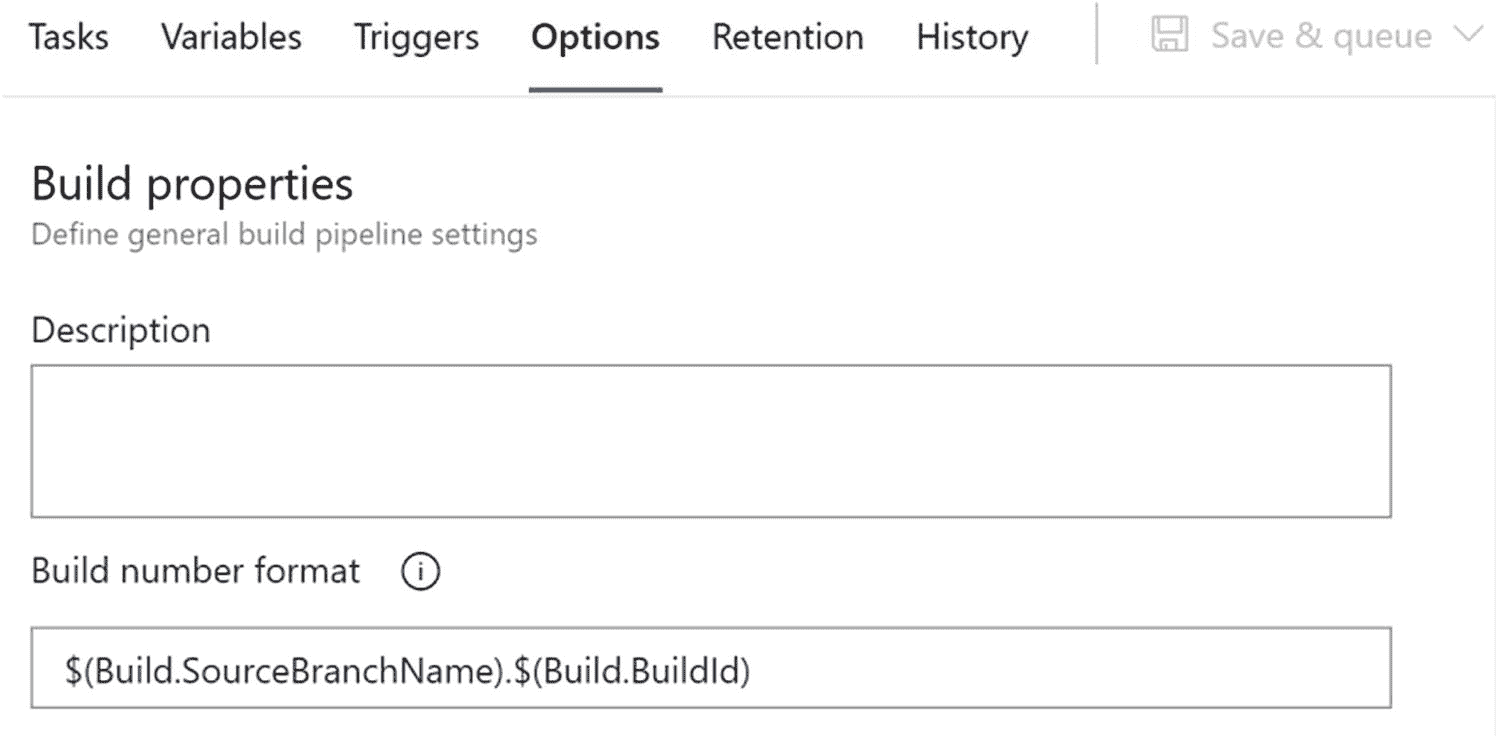 Tasks Variables Triggers Options Retention History Save & queue
Build properties
Define general build pipeline settings
Description
Build number format
$(Build.SourceBranchName).$(Build.BuildId)